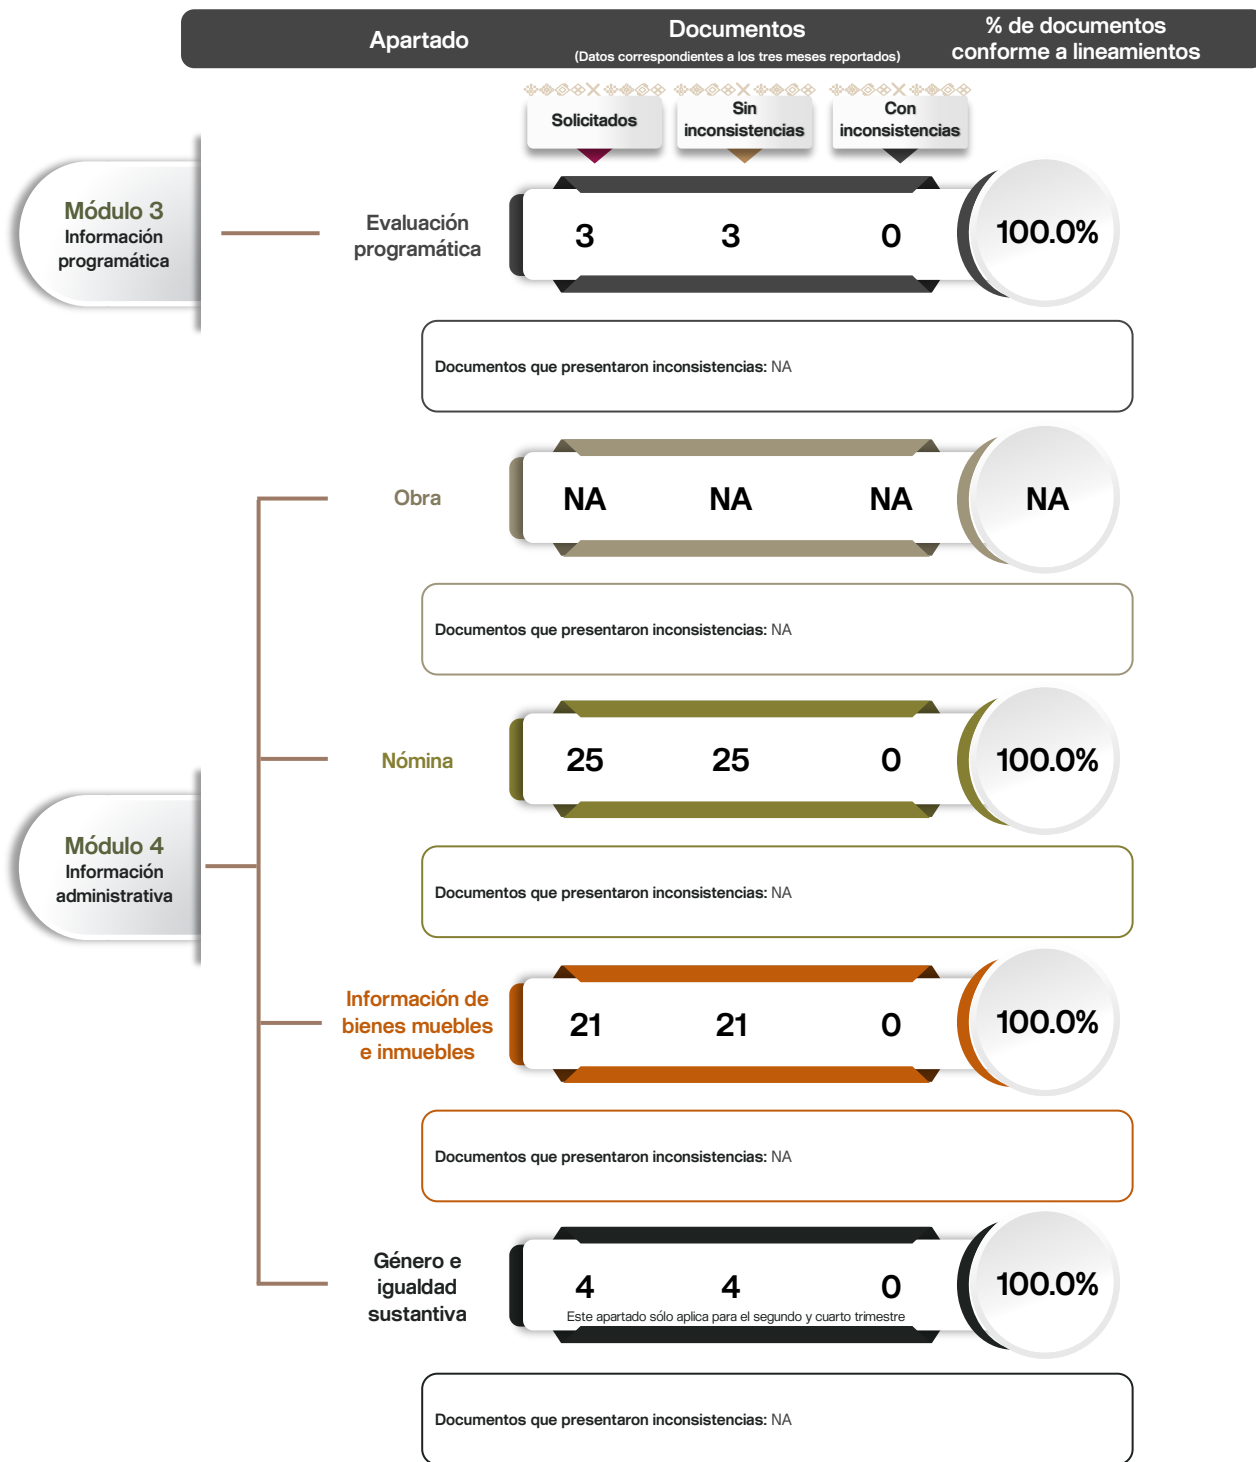 Apartado
Documentos
(Datos correspondientes a los tres meses reportados)
% de documentos
conforme a lineamientos
Solicitados
Sin
inconsistencias
Con
inconsistencias
Módulo 3
Información
programática
Evaluación
programática
3 3 0 100.0%
Documentos que presentaron inconsistencias: NA
Obra
NA NA NA NA
Documentos que presentaron inconsistencias: NA
Módulo 4
Información
administrativa
Nómina
25 25 0 100.0%
Documentos que presentaron inconsistencias: NA
Información de
bienes muebles
e inmuebles
21 21 0 100.0%
Documentos que presentaron inconsistencias: NA
Género e
igualdad
sustantiva
4 4 0 100.0%
Este apartado sólo aplica para el segundo y cuarto trimestre
Documentos que presentaron inconsistencias: NA